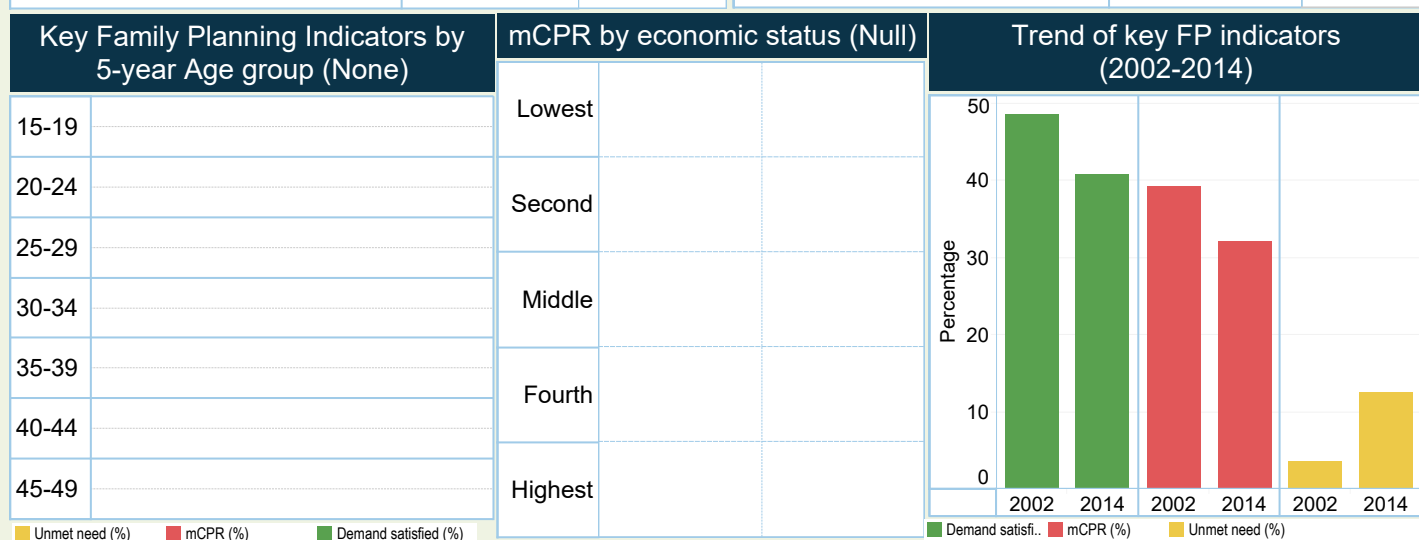 Key Family Planning Indicators by
5-year Age group (None)
15-19
20-24
25-29
30-34
35-39
40-44
45-49
Unmet need (%) mCPR (%) Demand satisfied (%)
mCPR by economic status (Null)
Lowest
Second
Middle
Fourth
Highest
Trend of key FP indicators
(2002-2014)
Percentage
50
40
30
20
10
0
2002 2014 2002 2014 2002 2014
Demand satisfi.. mCPR (%) Unmet need (%)